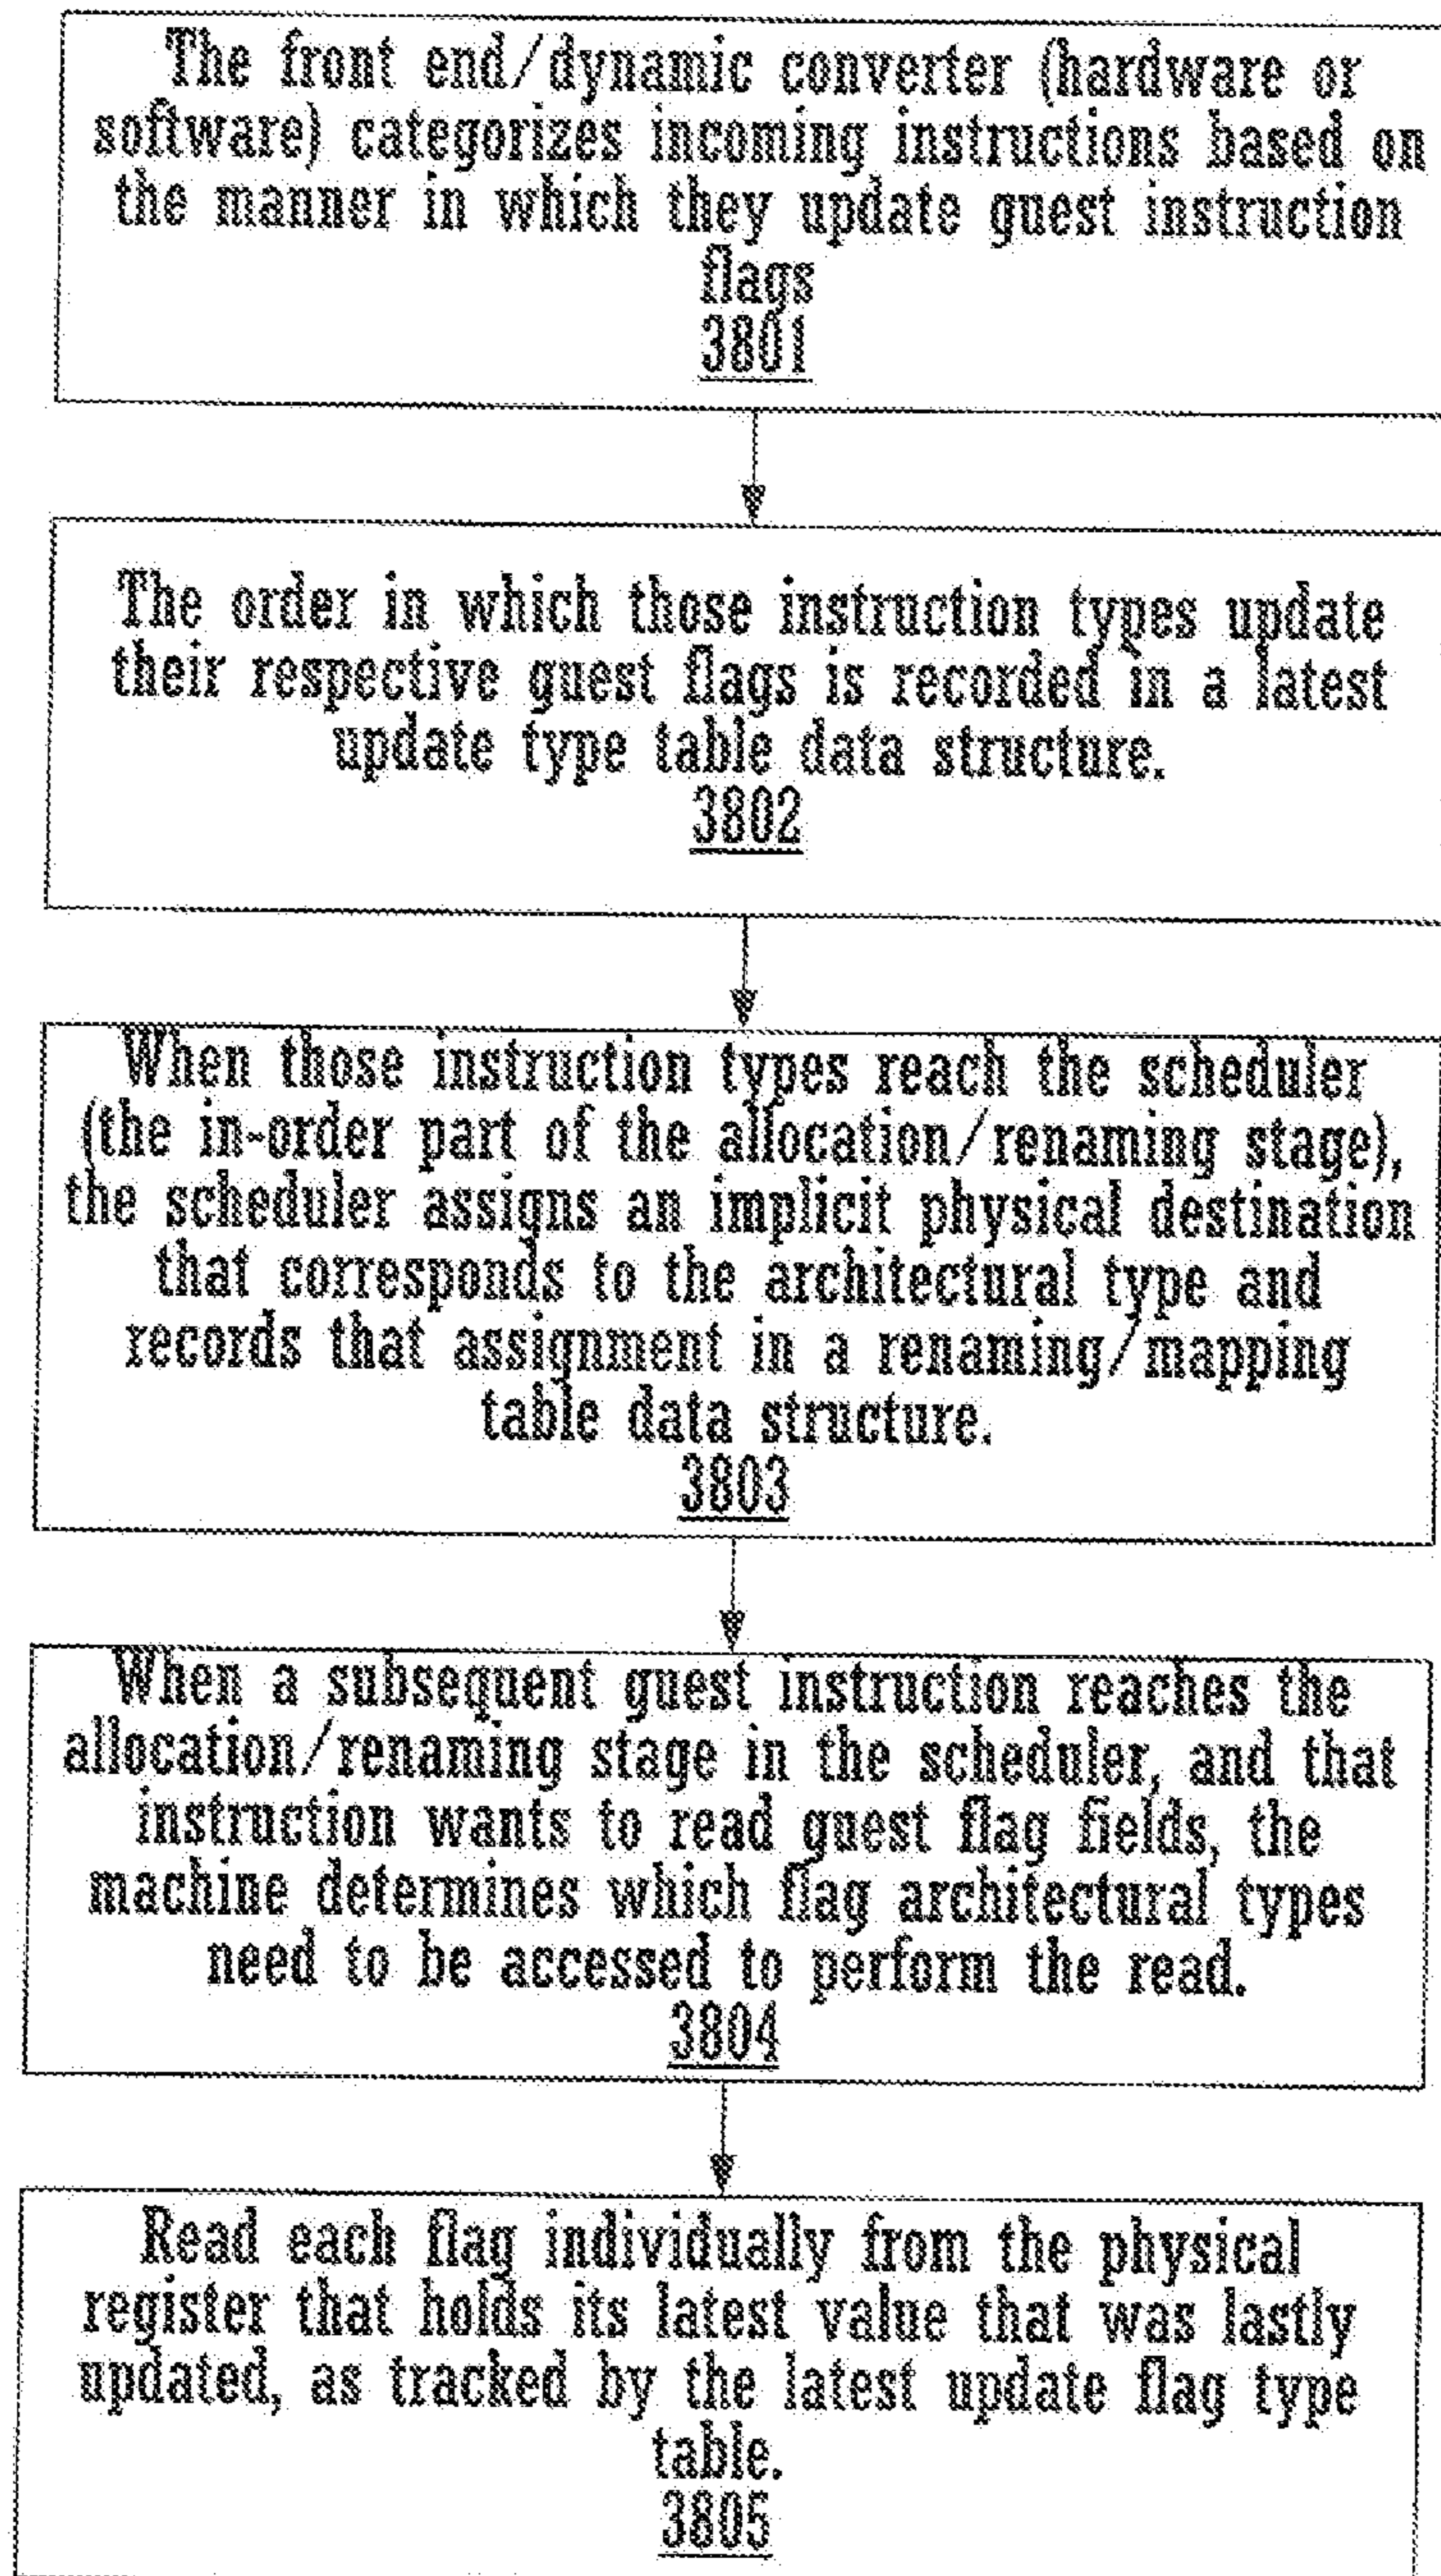 The front end/dynamic converter (hardware or
software) categorizes incoming instructions based on
the manner in which they update guest instruction
flags
3801
The order in which those instruction types update
their respective guest flags is recorded in a latest
update type table data structure.
3802
When those instruction types reach the scheduler
(the in-order part of the allocation/renaming stage),
the scheduler assigns an implicit physical destination
that corresponds to the architectural type and
records that assignment in a renaming/mapping
table data structure.
3803
When a subsequent guest instruction reaches the
allocation/renaming stage in the scheduler, and that
instruction wants to read guest flag fields, the
machine determines which flag architectural types
need to be accessed to perform the read.
3804
Read each flag individually from the physical
register that holds its latest value that was lastly
updated, as tracked by the latest update flag type
table.
3805